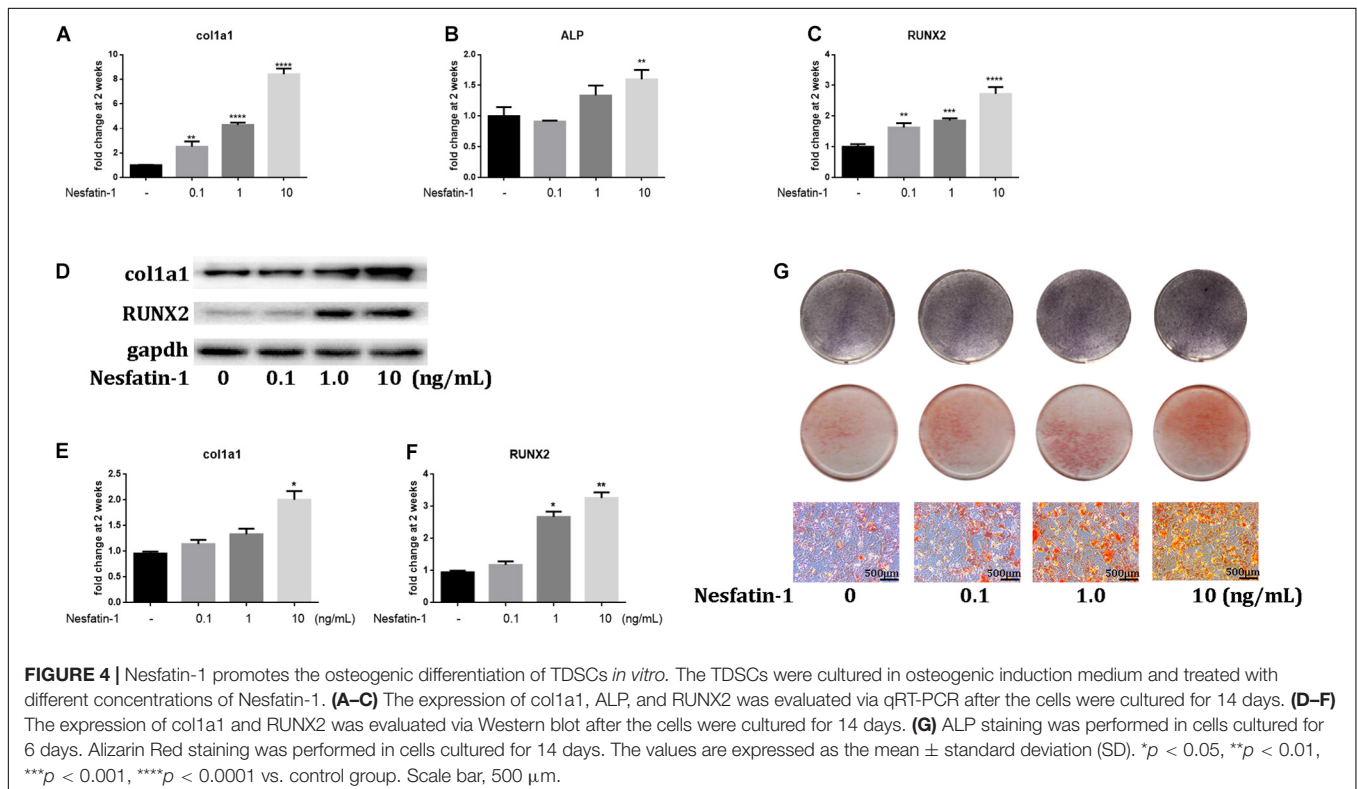 A
col1a1
fold change at 2 weeks
10
8
6
4
2
0
**
****
****
Nesfatin-1 - 0.1 1 10
B
ALP
fold change at 2 weeks
2.0
1.5
1.0
0.5
0.0
**
Nesfatin-1 - 0.1 1 10
C
RUNX2
fold change at 2 weeks
4
3
2
1
0
**
***
****
Nesfatin-1 - 0.1 1 10
D
col1a1
RUNX2
gapdh
Nesfatin-1 0 0.1 1.0 10 (ng/mL)
E
col1a1
fold change at 2 weeks
2.5
2.0
1.5
1.0
0.5
0.0
*
Nesfatin-1 - 0.1 1 10 (ng/mL)
F
RUNX2
fold change at 2 weeks
4
3
2
1
0
*
**
Nesfatin-1 - 0.1 1 10 (ng/mL)
G
500μm 500μm 500μm 500μm
Nesfatin-1 0 0.1 1.0 10 (ng/mL)
FIGURE 4 | Nesfatin-1 promotes the osteogenic differentiation of TDSCs in vitro. The TDSCs were cultured in osteogenic induction medium and treated with
different concentrations of Nesfatin-1. (A–C) The expression of col1a1, ALP, and RUNX2 was evaluated via qRT-PCR after the cells were cultured for 14 days. (D–F)
The expression of col1a1 and RUNX2 was evaluated via Western blot after the cells were cultured for 14 days. (G) ALP staining was performed in cells cultured for
6 days. Alizarin Red staining was performed in cells cultured for 14 days. The values are expressed as the mean ± standard deviation (SD). *p < 0.05, **p < 0.01,
***p < 0.001, ****p < 0.0001 vs. control group. Scale bar, 500 μm.